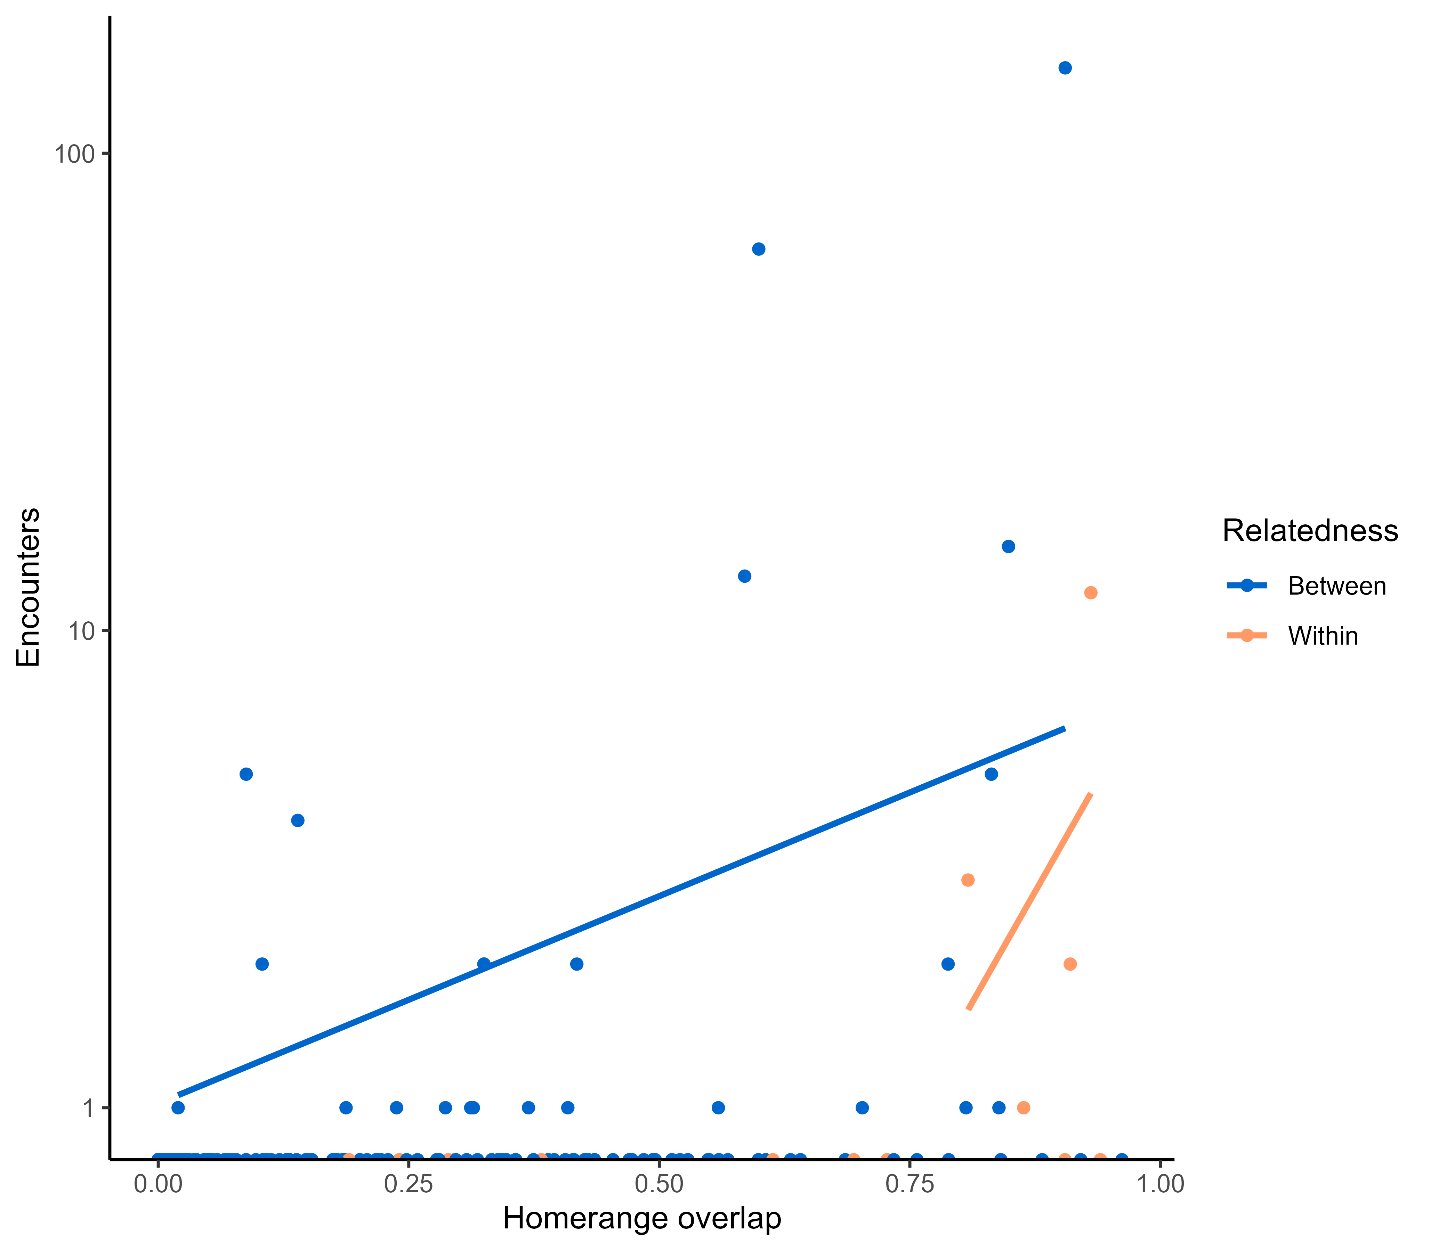 100
10
1
Encounters
0.00 0.25 0.50 0.75 1.00
Homerange overlap
Relatedness
Between
Within